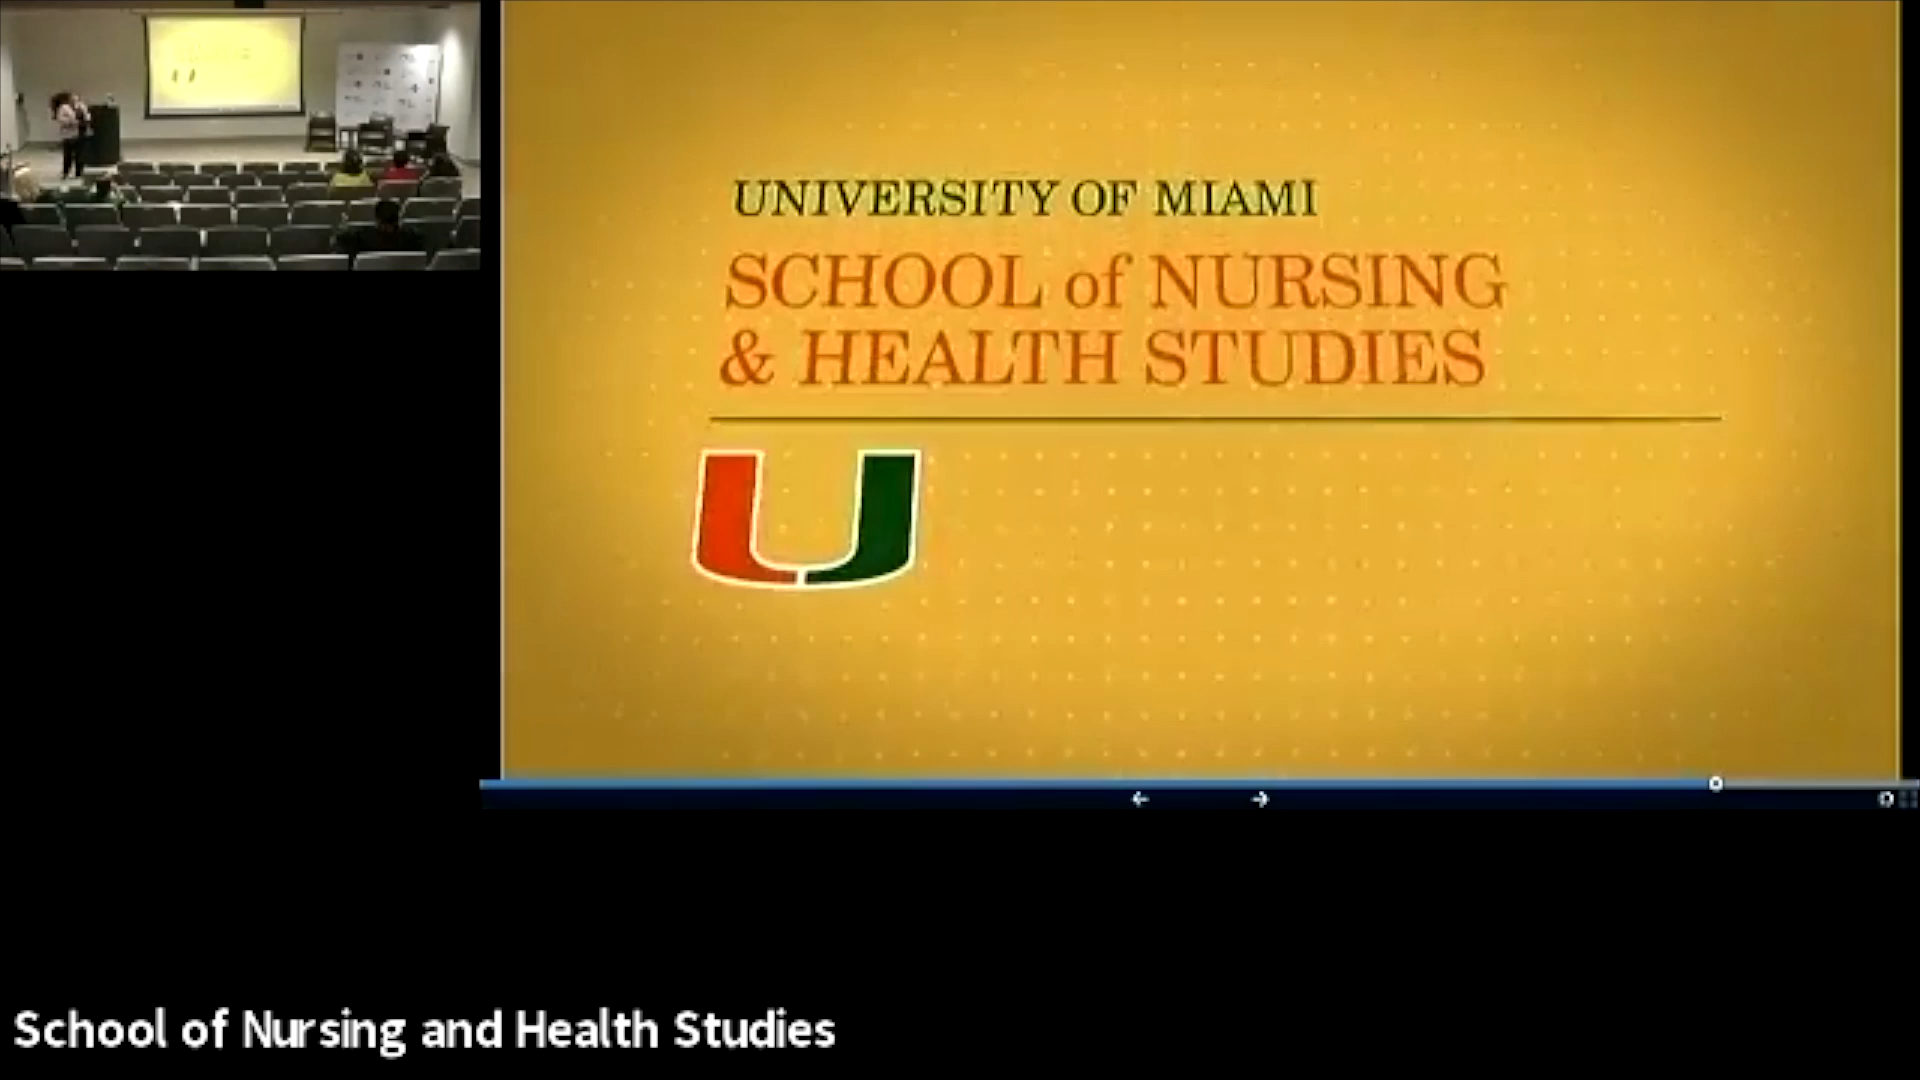 UNIVERSITY OF MIAMI
SCHOOL of NURSING
& HEALTH STUDIES
U
School of Nursing and Health Studies